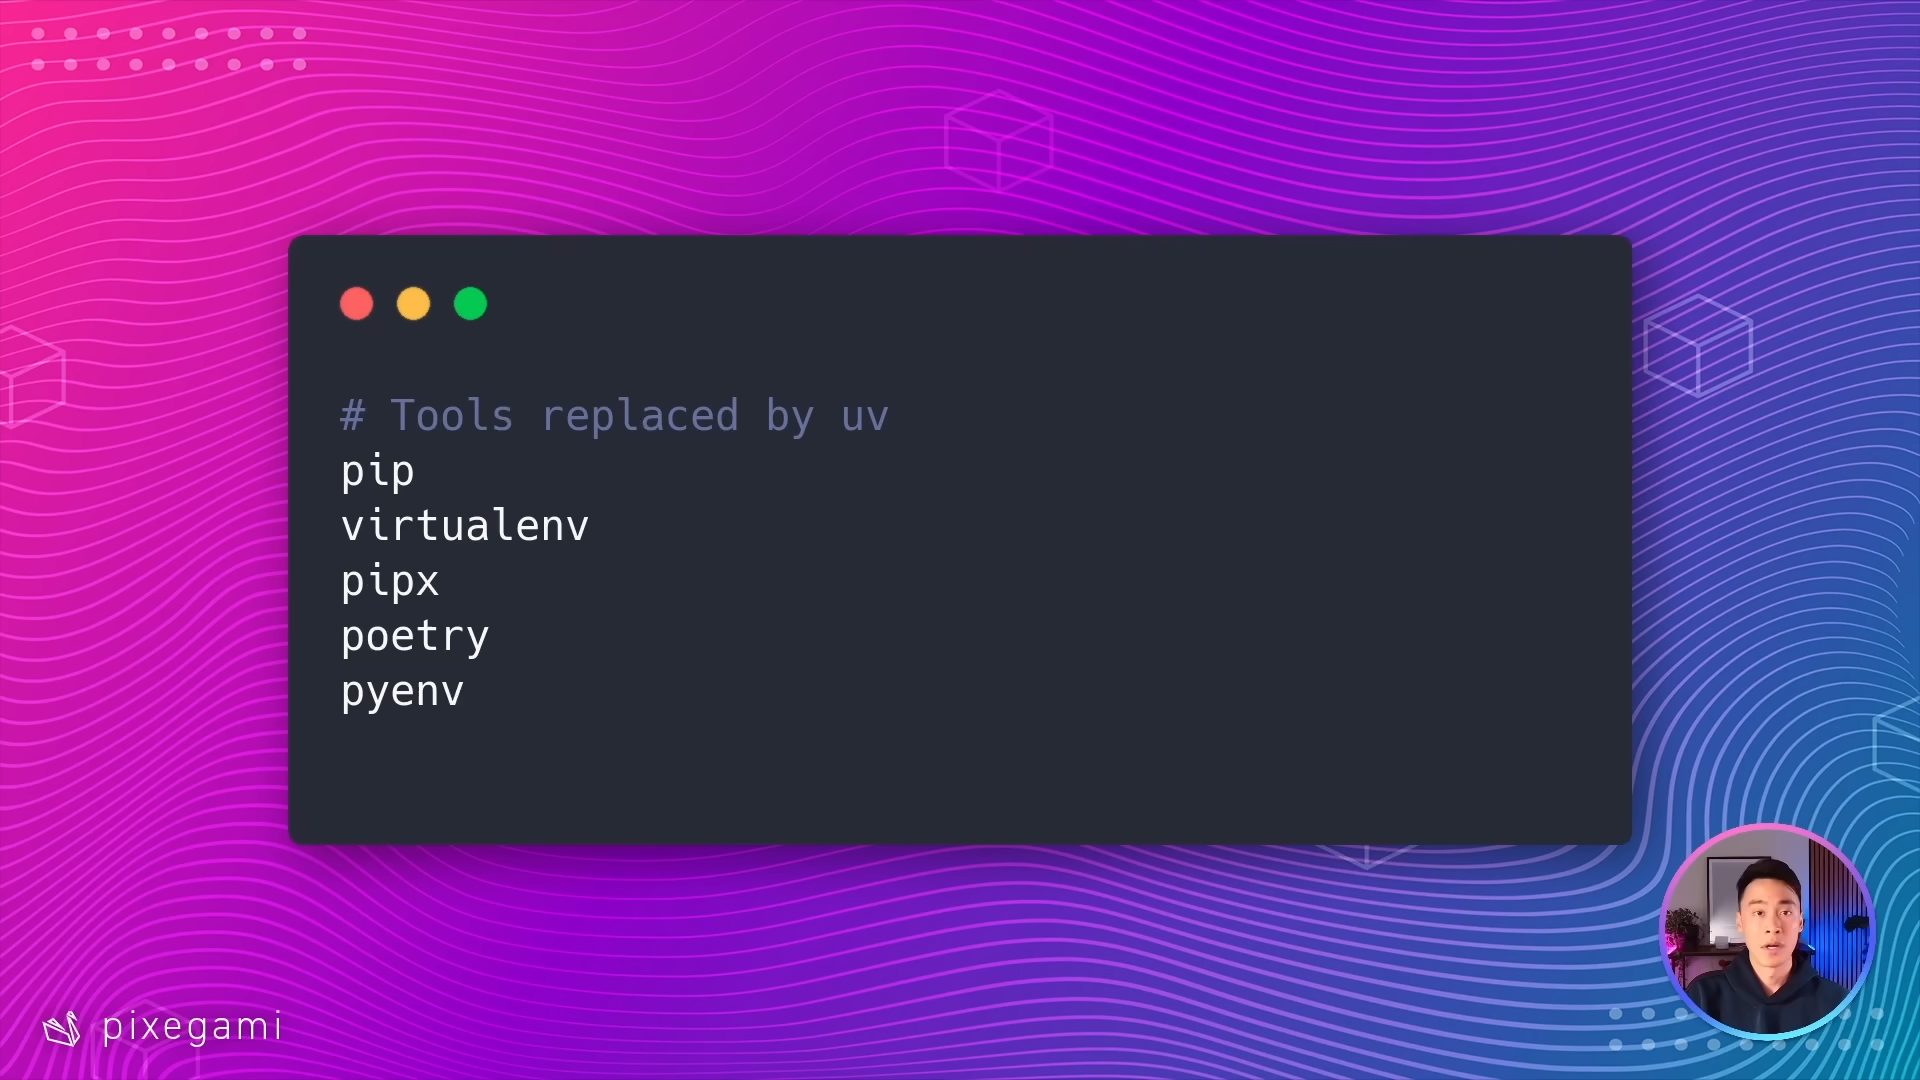 # Tools replaced by uv
pip
virtualenv
pipx
poetry
pyenv
pixegami